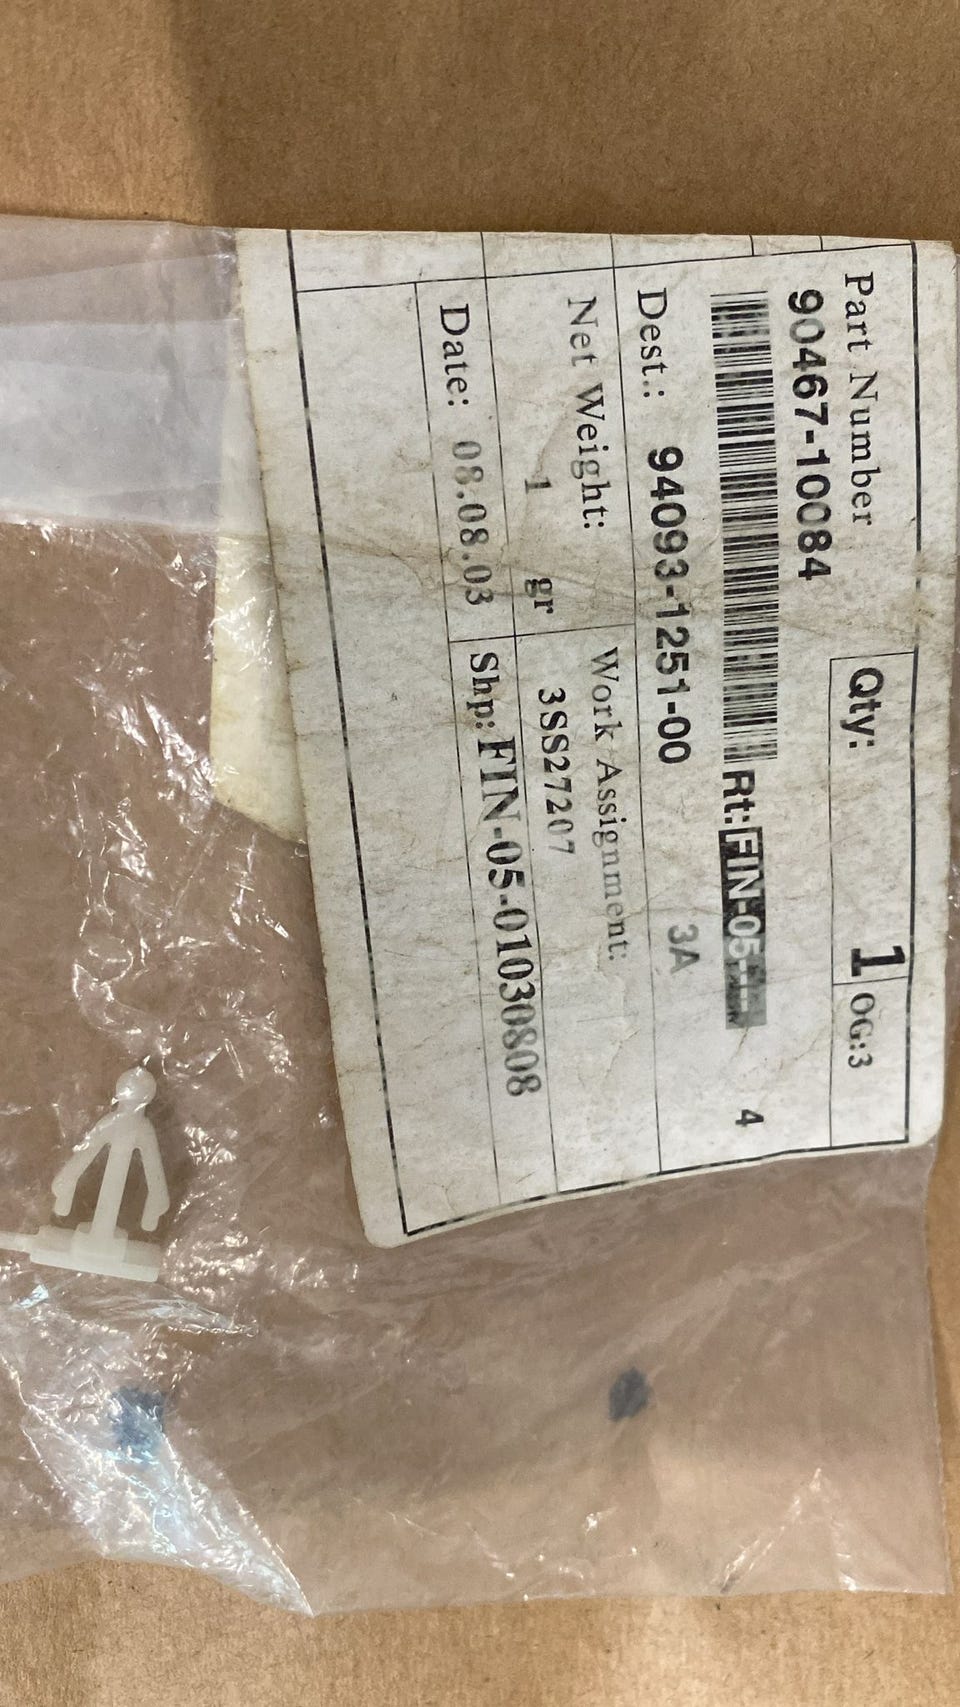 Part Number
90467-10084
Qty: 1
OG:3
Rt: FIN-05
4
Dest.: 94093-1251-00 3A
Net Weight:
1 gr
Work Assignment:
3SS27207
Date: 08.08.03
Shp: FIN-05-01030808